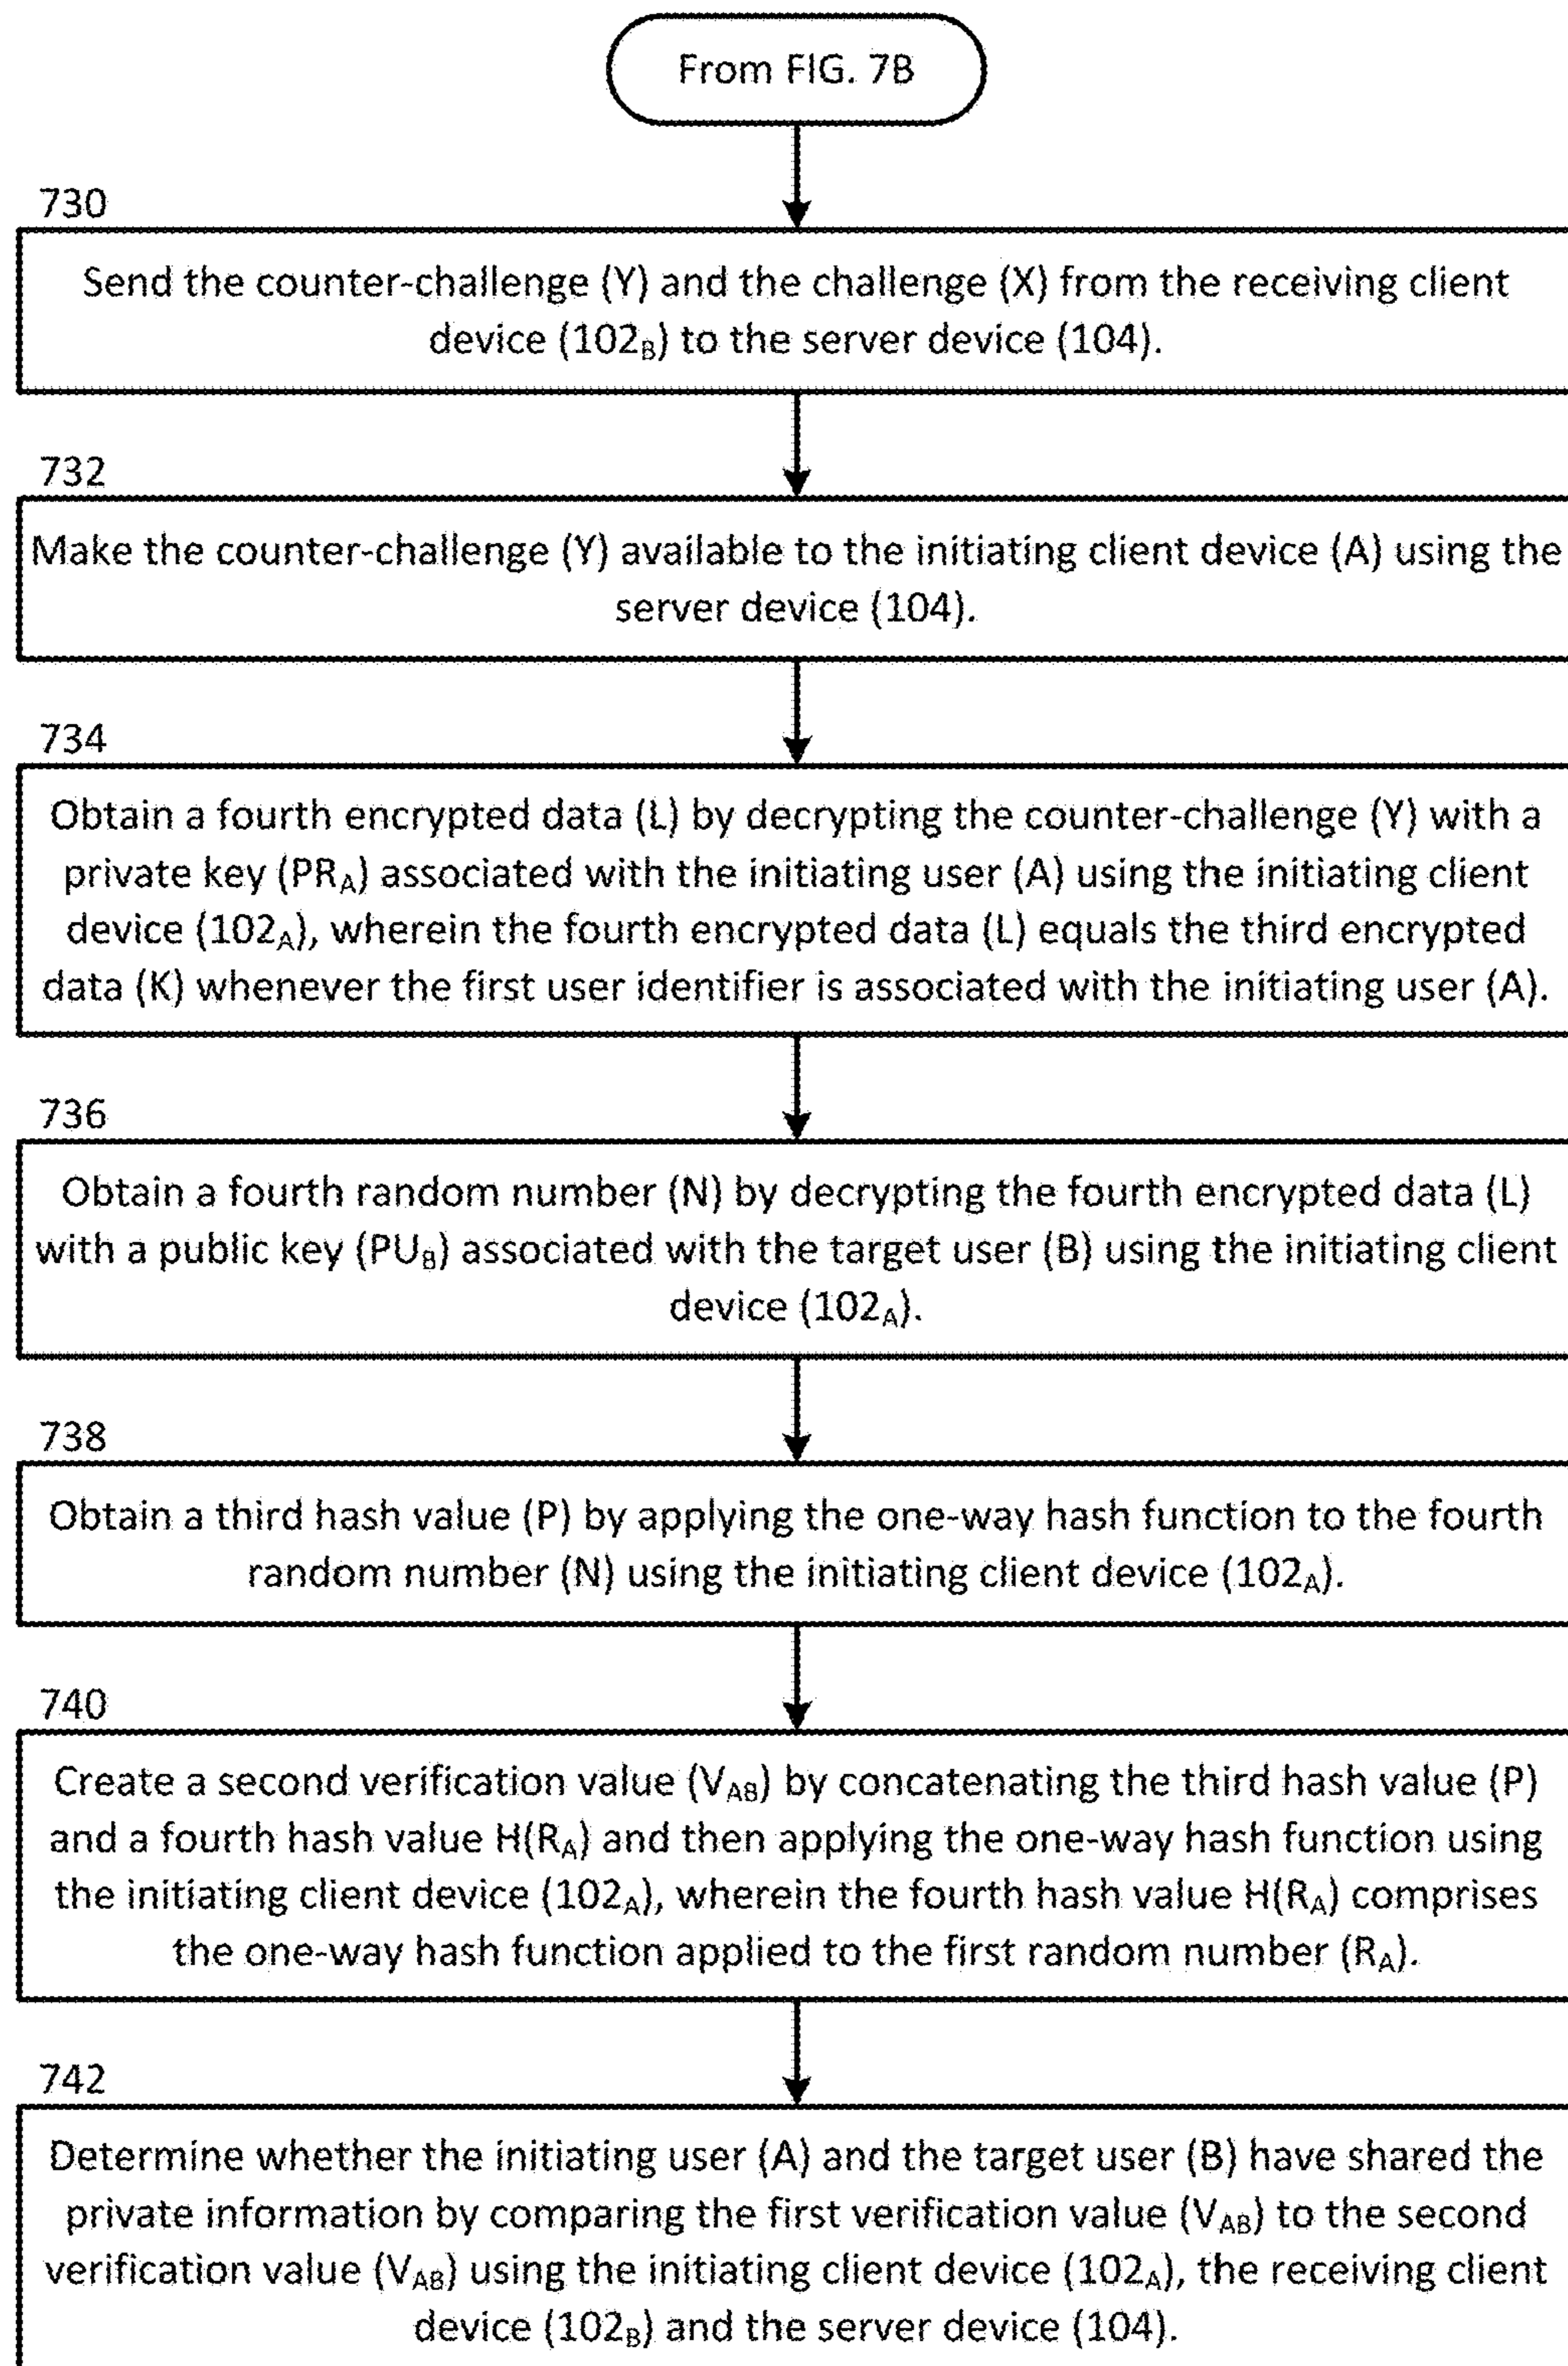 From FIG. 7B
730
Send the counter-challenge (Y) and the challenge (X) from the receiving client
device (102B) to the server device (104).
732
Make the counter-challenge (Y) available to the initiating client device (A) using the
server device (104).
734
Obtain a fourth encrypted data (L) by decrypting the counter-challenge (Y) with a
private key (PRA) associated with the initiating user (A) using the initiating client
device (102A), wherein the fourth encrypted data (L) equals the third encrypted
data (K) whenever the first user identifier is associated with the initiating user (A).
736
Obtain a fourth random number (N) by decrypting the fourth encrypted data (L)
with a public key (PUB) associated with the target user (B) using the initiating client
device (102A).
738
Obtain a third hash value (P) by applying the one-way hash function to the fourth
random number (N) using the initiating client device (102A).
740
Create a second verification value (VAB) by concatenating the third hash value (P)
and a fourth hash value H(RA) and then applying the one-way hash function using
the initiating client device (102A), wherein the fourth hash value H(RA) comprises
the one-way hash function applied to the first random number (RA).
742
Determine whether the initiating user (A) and the target user (B) have shared the
private information by comparing the first verification value (VAB) to the second
verification value (VAB) using the initiating client device (102A), the receiving client
device (102B) and the server device (104).